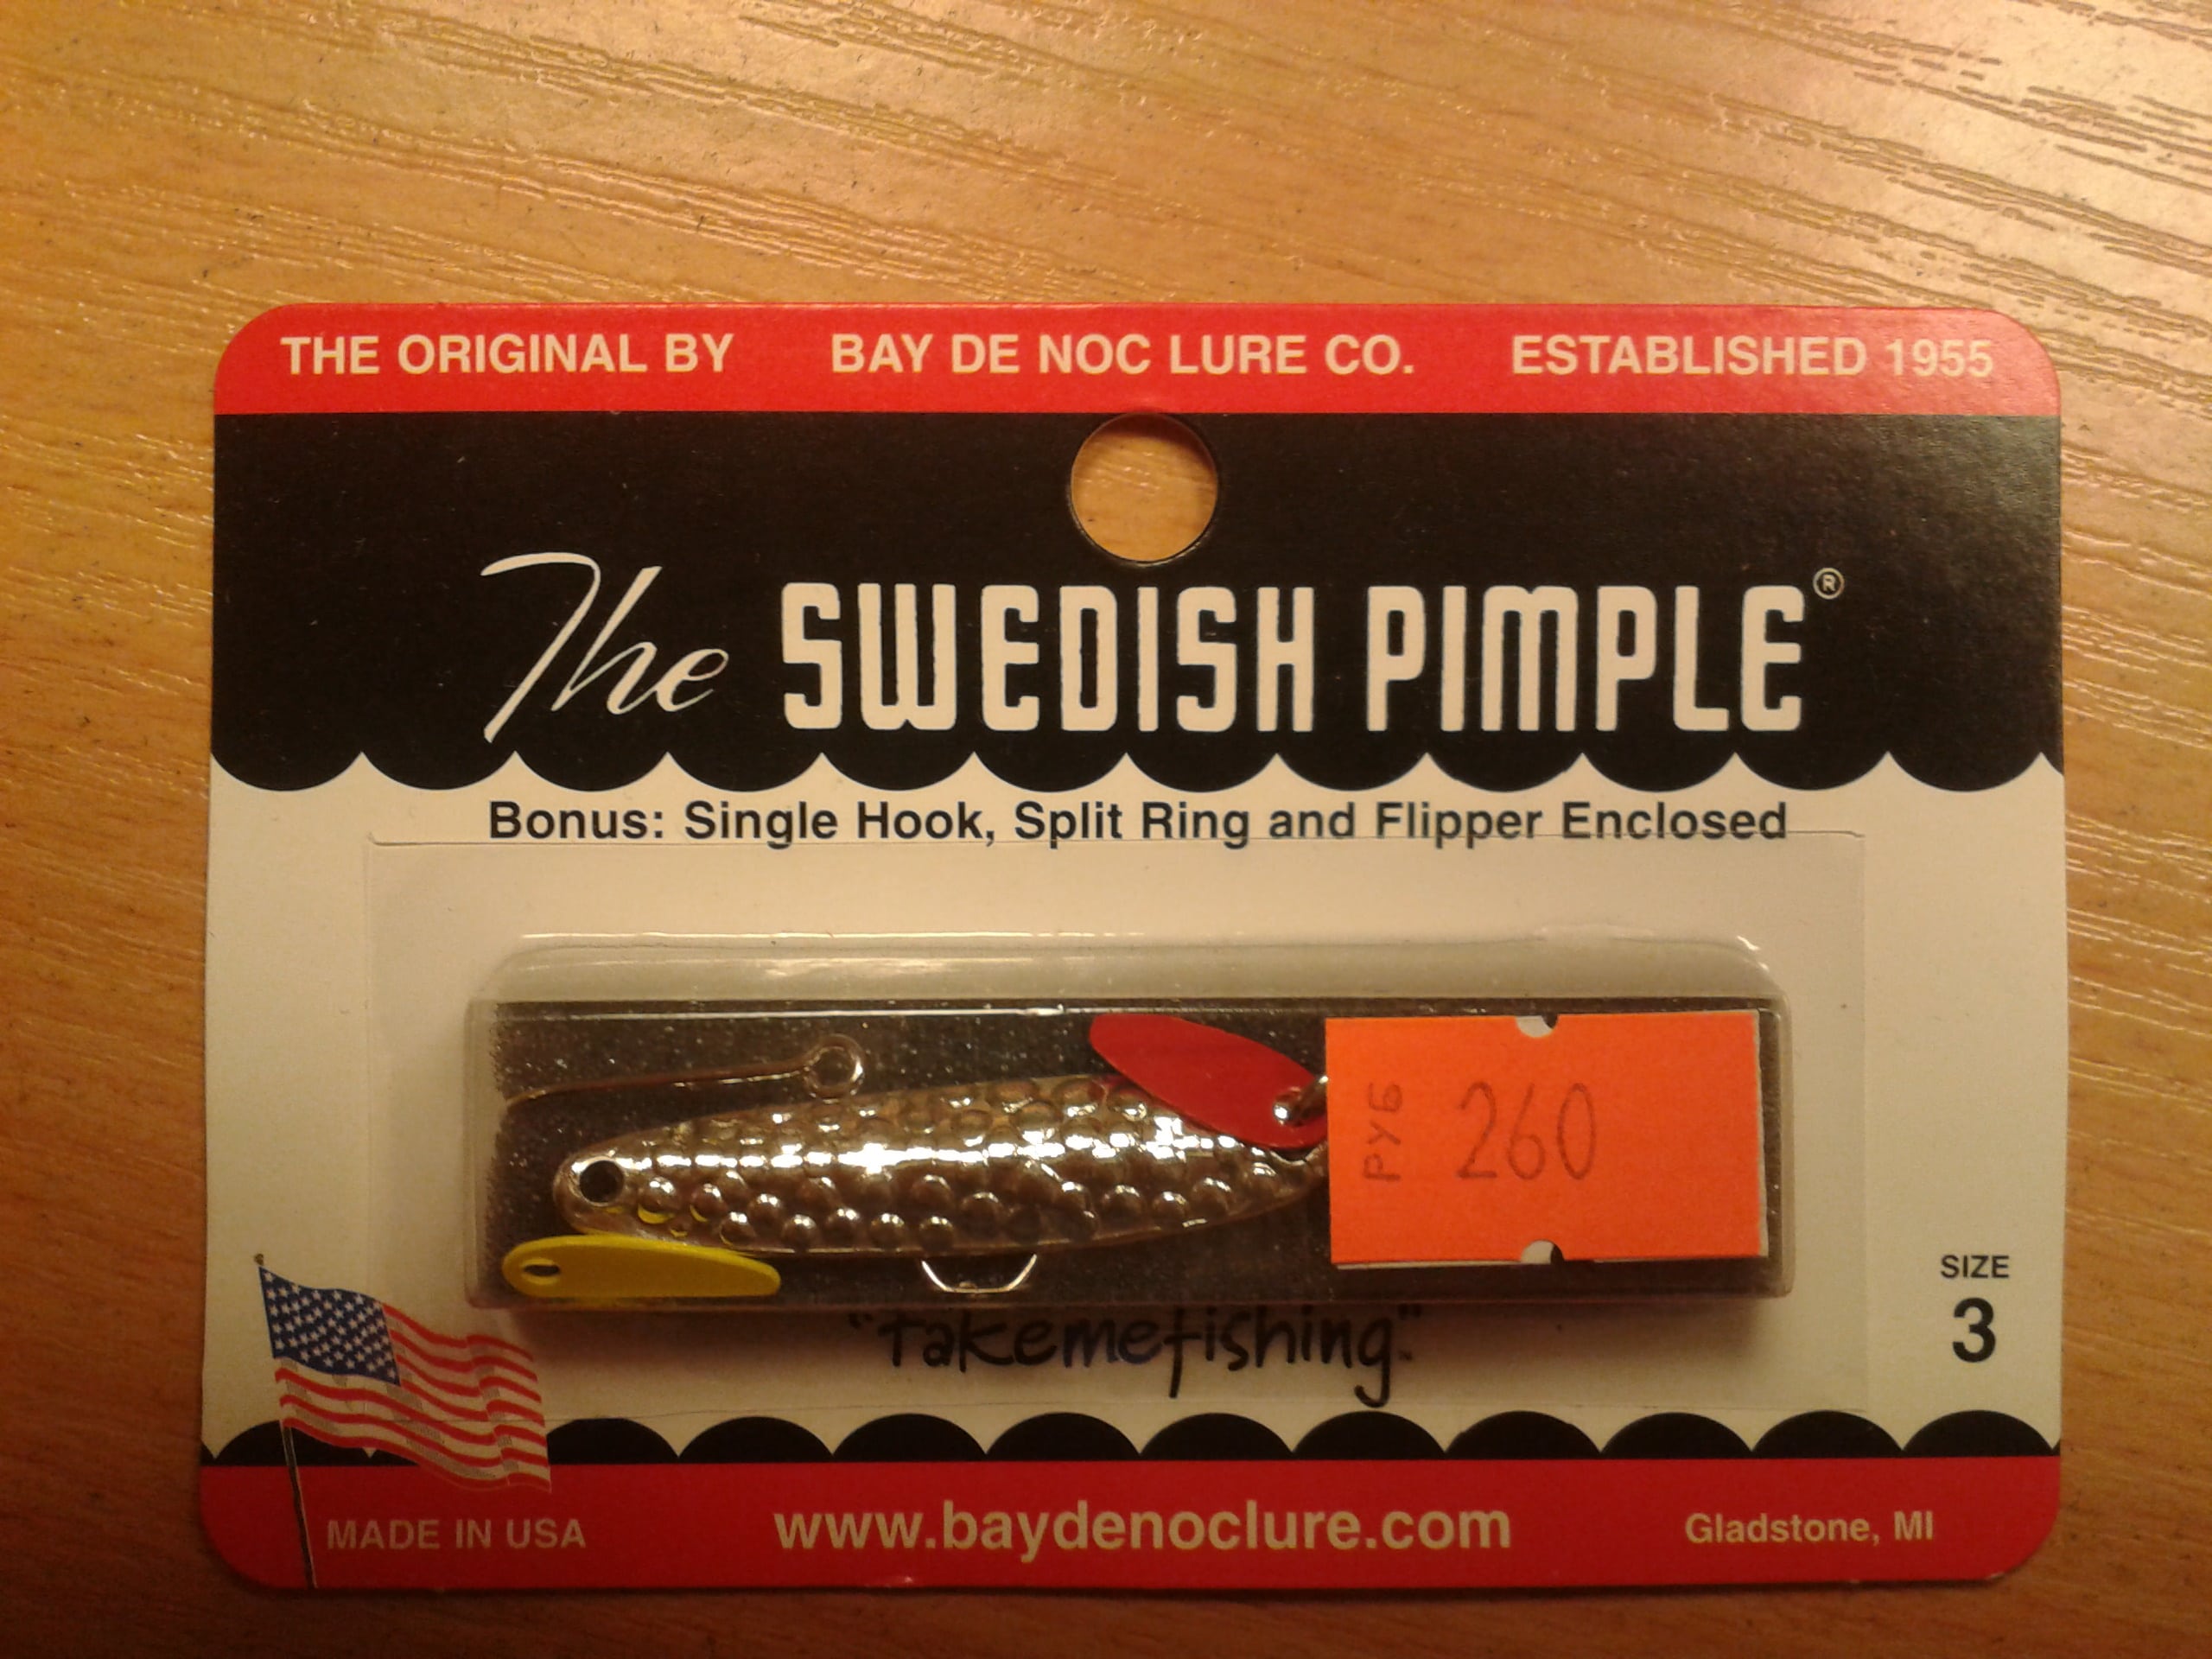 THE ORIGINAL BY BAY DE NOC LURE CO. ESTABLISHED 1955
The SWEDISH PIMPLE®
Bonus: Single Hook, Split Ring and Flipper Enclosed
РУБ 260
"takemefishing."
SIZE
3
MADE IN USA www.baydenoclure.com Gladstone, MI